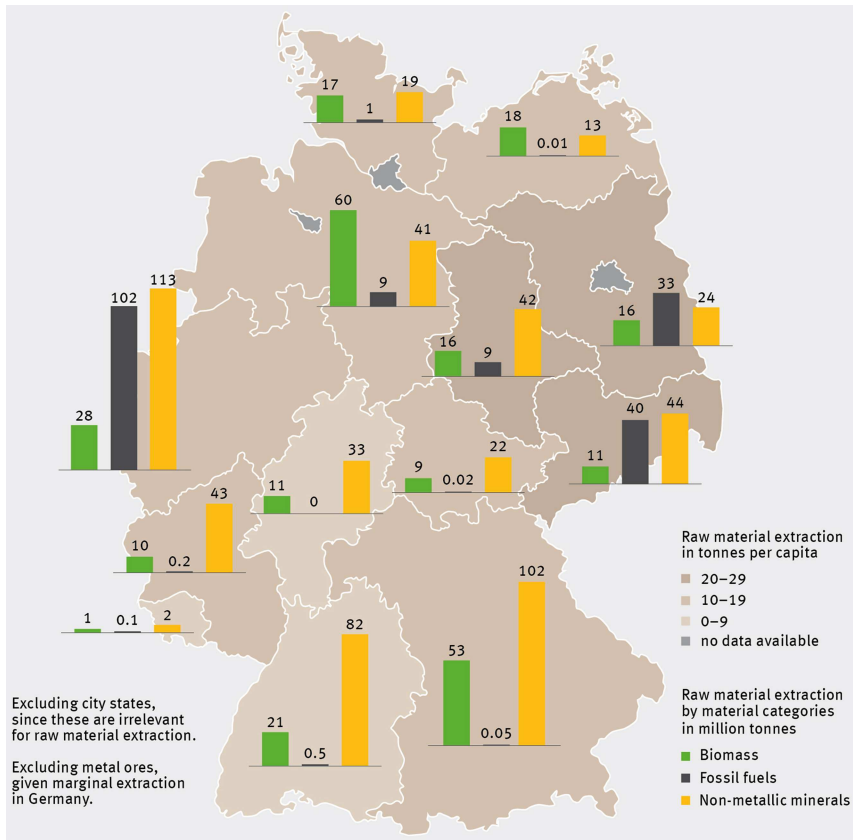 17
1
19
18
0.01
13
60
9
41
102
113
28
16
9
42
16
33
24
11
40
44
11
0
33
9
0.02
22
10
0.2
43
1
0.1
2
21
0.5
82
53
0.05
102
Raw material extraction
in tonnes per capita
20–29
10–19
0–9
no data available
Raw material extraction
by material categories
in million tonnes
Biomass
Fossil fuels
Non-metallic minerals
Excluding city states,
since these are irrelevant
for raw material extraction.
Excluding metal ores,
given marginal extraction
in Germany.